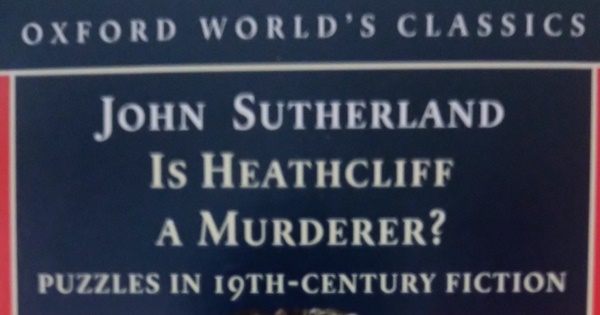 OXFORD WORLD'S CLASSICS
JOHN SUTHERLAND
IS HEATHCLIFF
A MURDERER?
PUZZLES IN 19TH-CENTURY FICTION